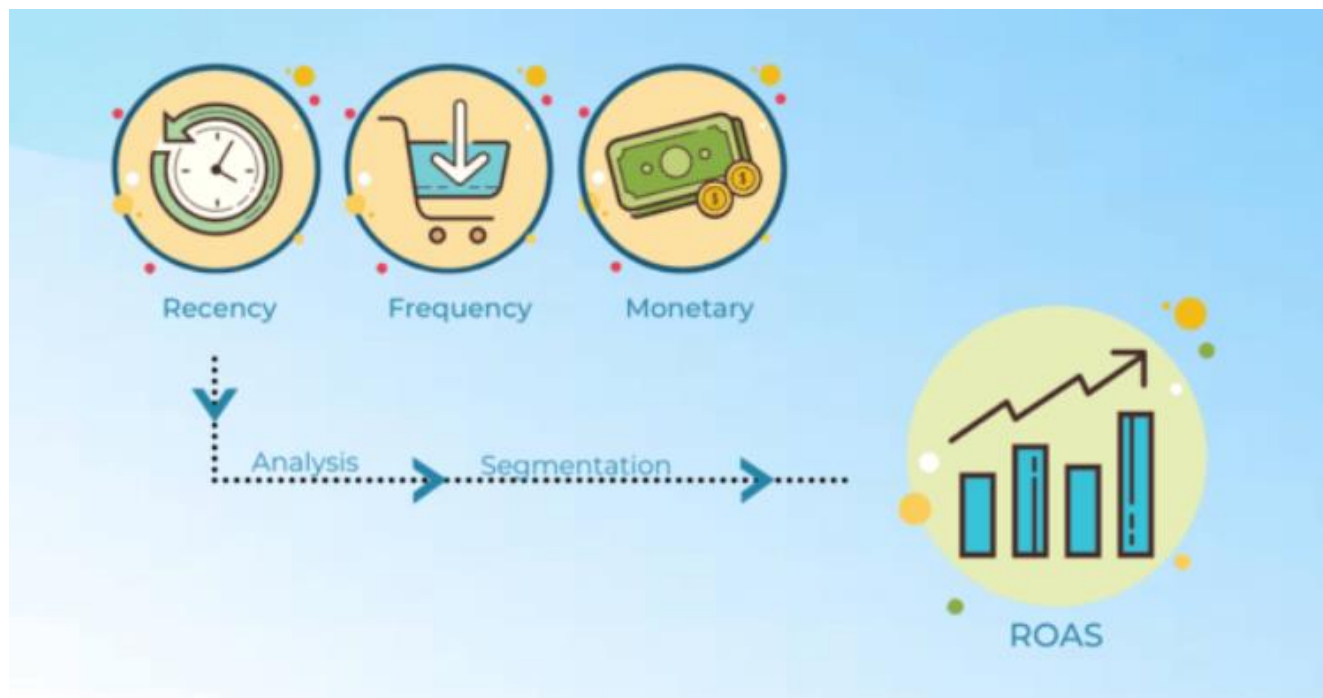 Recency
Frequency
Monetary
Analysis
Segmentation
ROAS